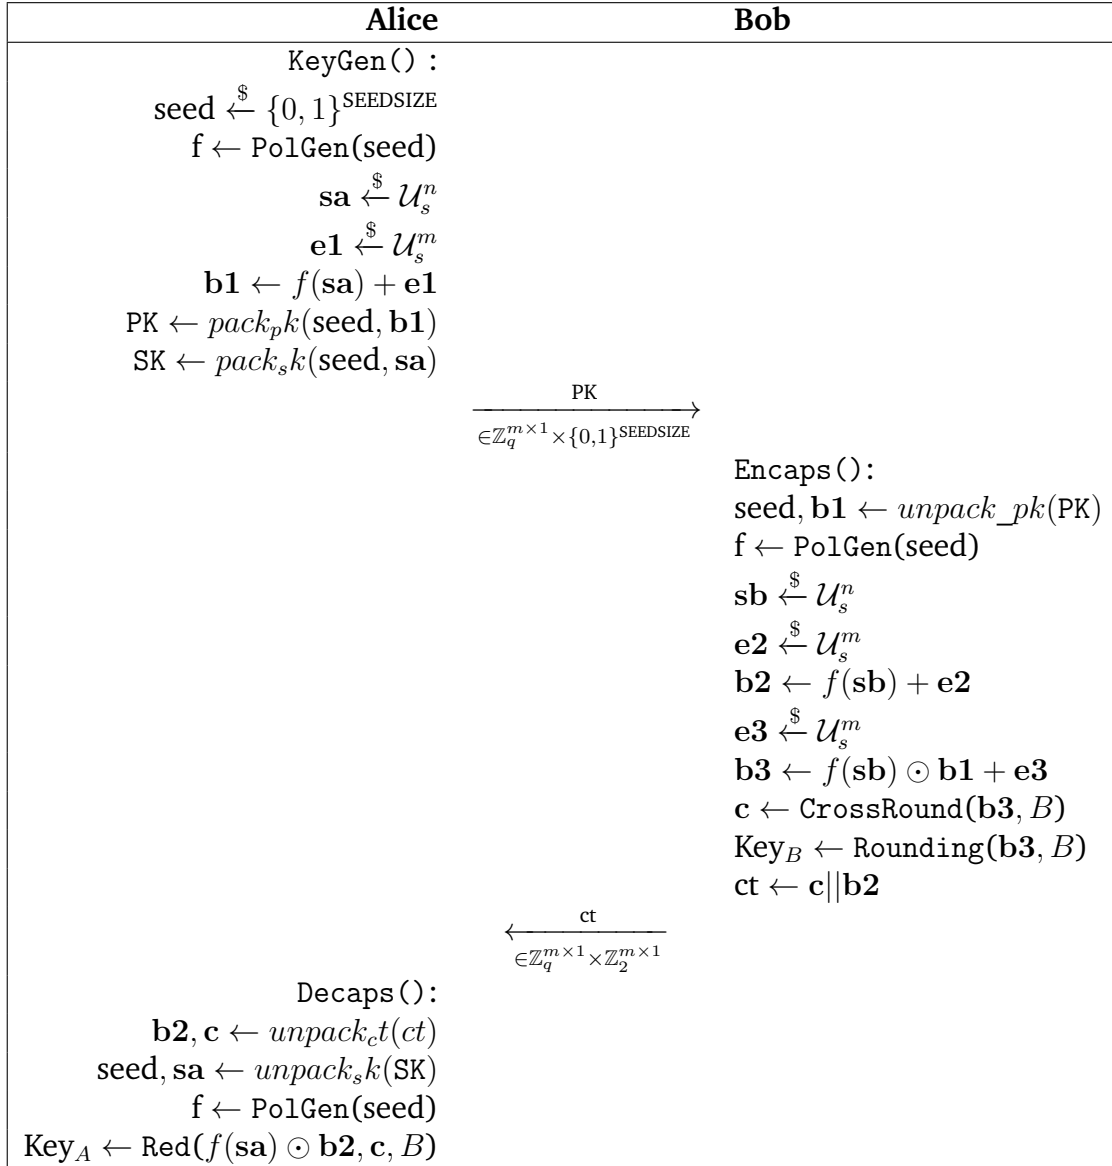 Alice Bob
KeyGen() :
seed $← {0, 1}^SEEDSIZE
f ← PolGen(seed)
sa $← 𝒰_s^n
e1 $← 𝒰_s^m
b1 ← f(sa) + e1
PK ← pack_pk(seed, b1)
SK ← pack_sk(seed, sa)
PK
∈ℤ_q^{m×1}×{0,1}^SEEDSIZE
Encaps():
seed, b1 ← unpack_pk(PK)
f ← PolGen(seed)
sb $← 𝒰_s^n
e2 $← 𝒰_s^m
b2 ← f(sb) + e2
e3 $← 𝒰_s^m
b3 ← f(sb) ⊙ b1 + e3
c ← CrossRound(b3, B)
Key_B ← Rounding(b3, B)
ct ← c||b2
ct
∈ℤ_q^{m×1}×ℤ_2^{m×1}
Decaps():
b2, c ← unpack_ct(ct)
seed, sa ← unpack_sk(SK)
f ← PolGen(seed)
Key_A ← Red(f(sa) ⊙ b2, c, B)